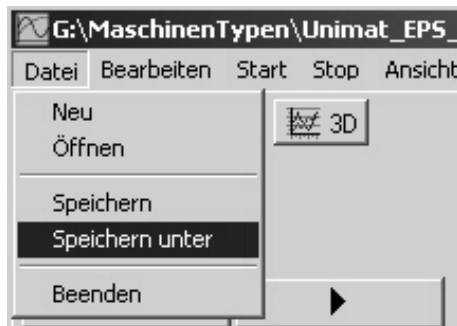 G:\MaschinenTypen\Unimat_EPS_
Datei Bearbeiten Start Stop Ansicht
Neu
3D
Öffnen
Speichern
Speichern unter
Beenden